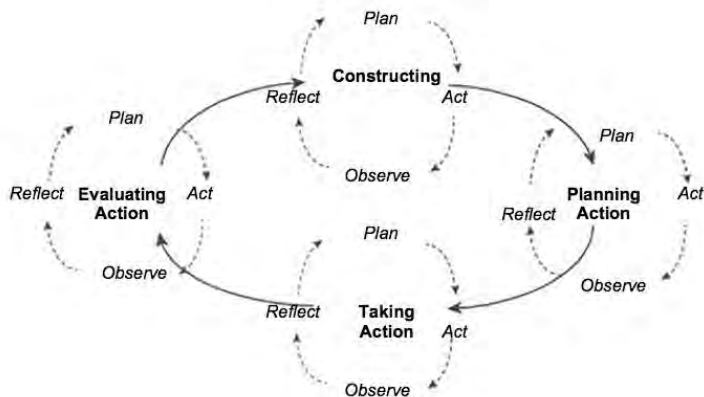 Plan
Constructing
Reflect
Act
Observe
Plan
Reflect
Evaluating
Action
Act
Observe
Plan
Reflect
Planning
Action
Act
Observe
Plan
Reflect
Taking
Action
Act
Observe